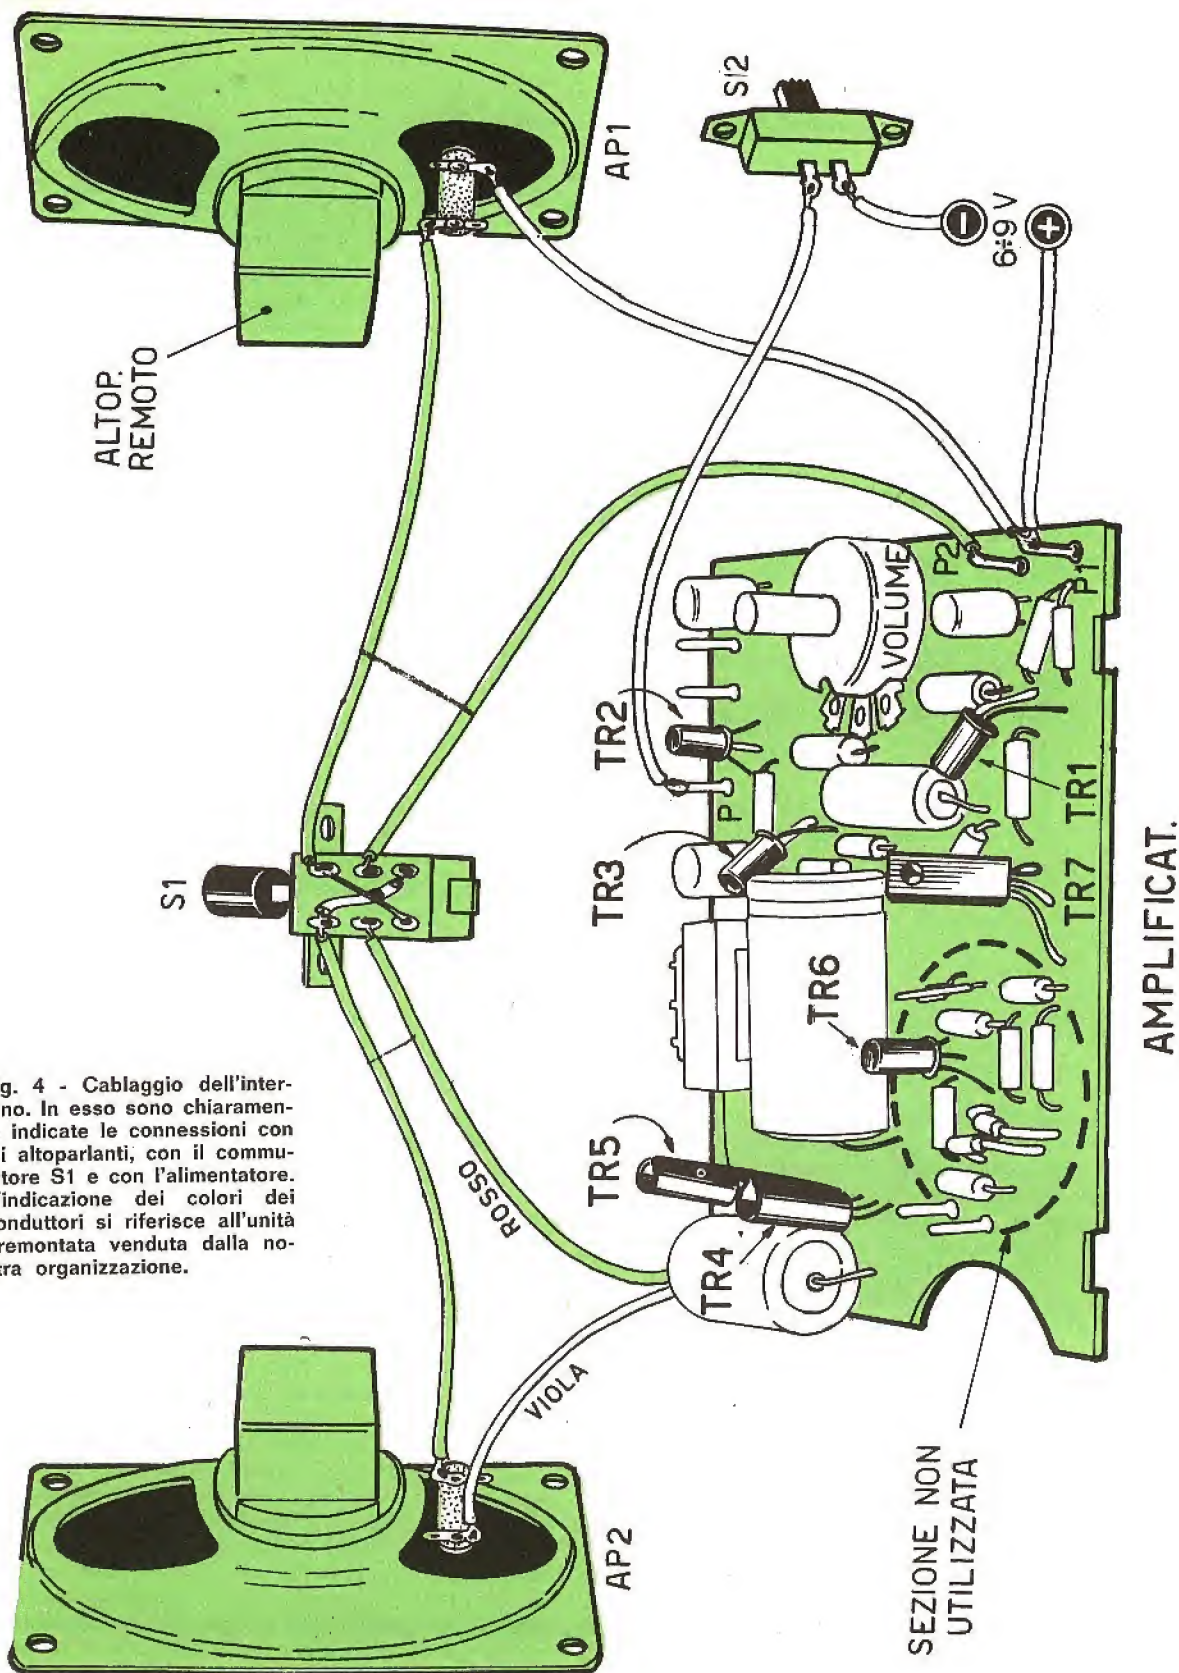 g. 4 - Cablaggio dell'inter-
no. In esso sono chiaramen-
indicate le connessioni con
i altoparlanti, con il commu-
tore S1 e con l'alimentatore.
'indicazione dei colori dei
onduttori si riferisce all'unità
remontata venduta dalla no-
tra organizzazione.
ALTOP.
REMOTO
AP1
S12
6÷9 V
S1
ROSSO
VIOLA
AP2
TR2
TR3
TR6
TR5
TR4
P
VOLUME
P2
P1
TR1
TR7
AMPLIFICAT.
SEZIONE NON
UTILIZZATA